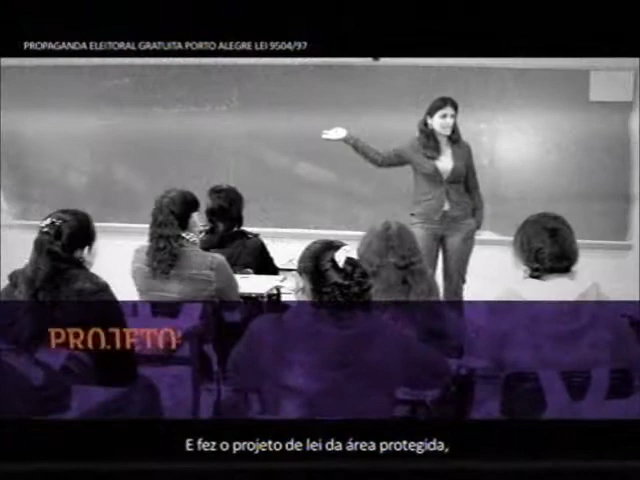 PROPAGANDA ELEITORAL GRATUITA PORTO ALEGRE LEI 9504/97
PROJETO:
E fez o projeto de lei da área protegida,